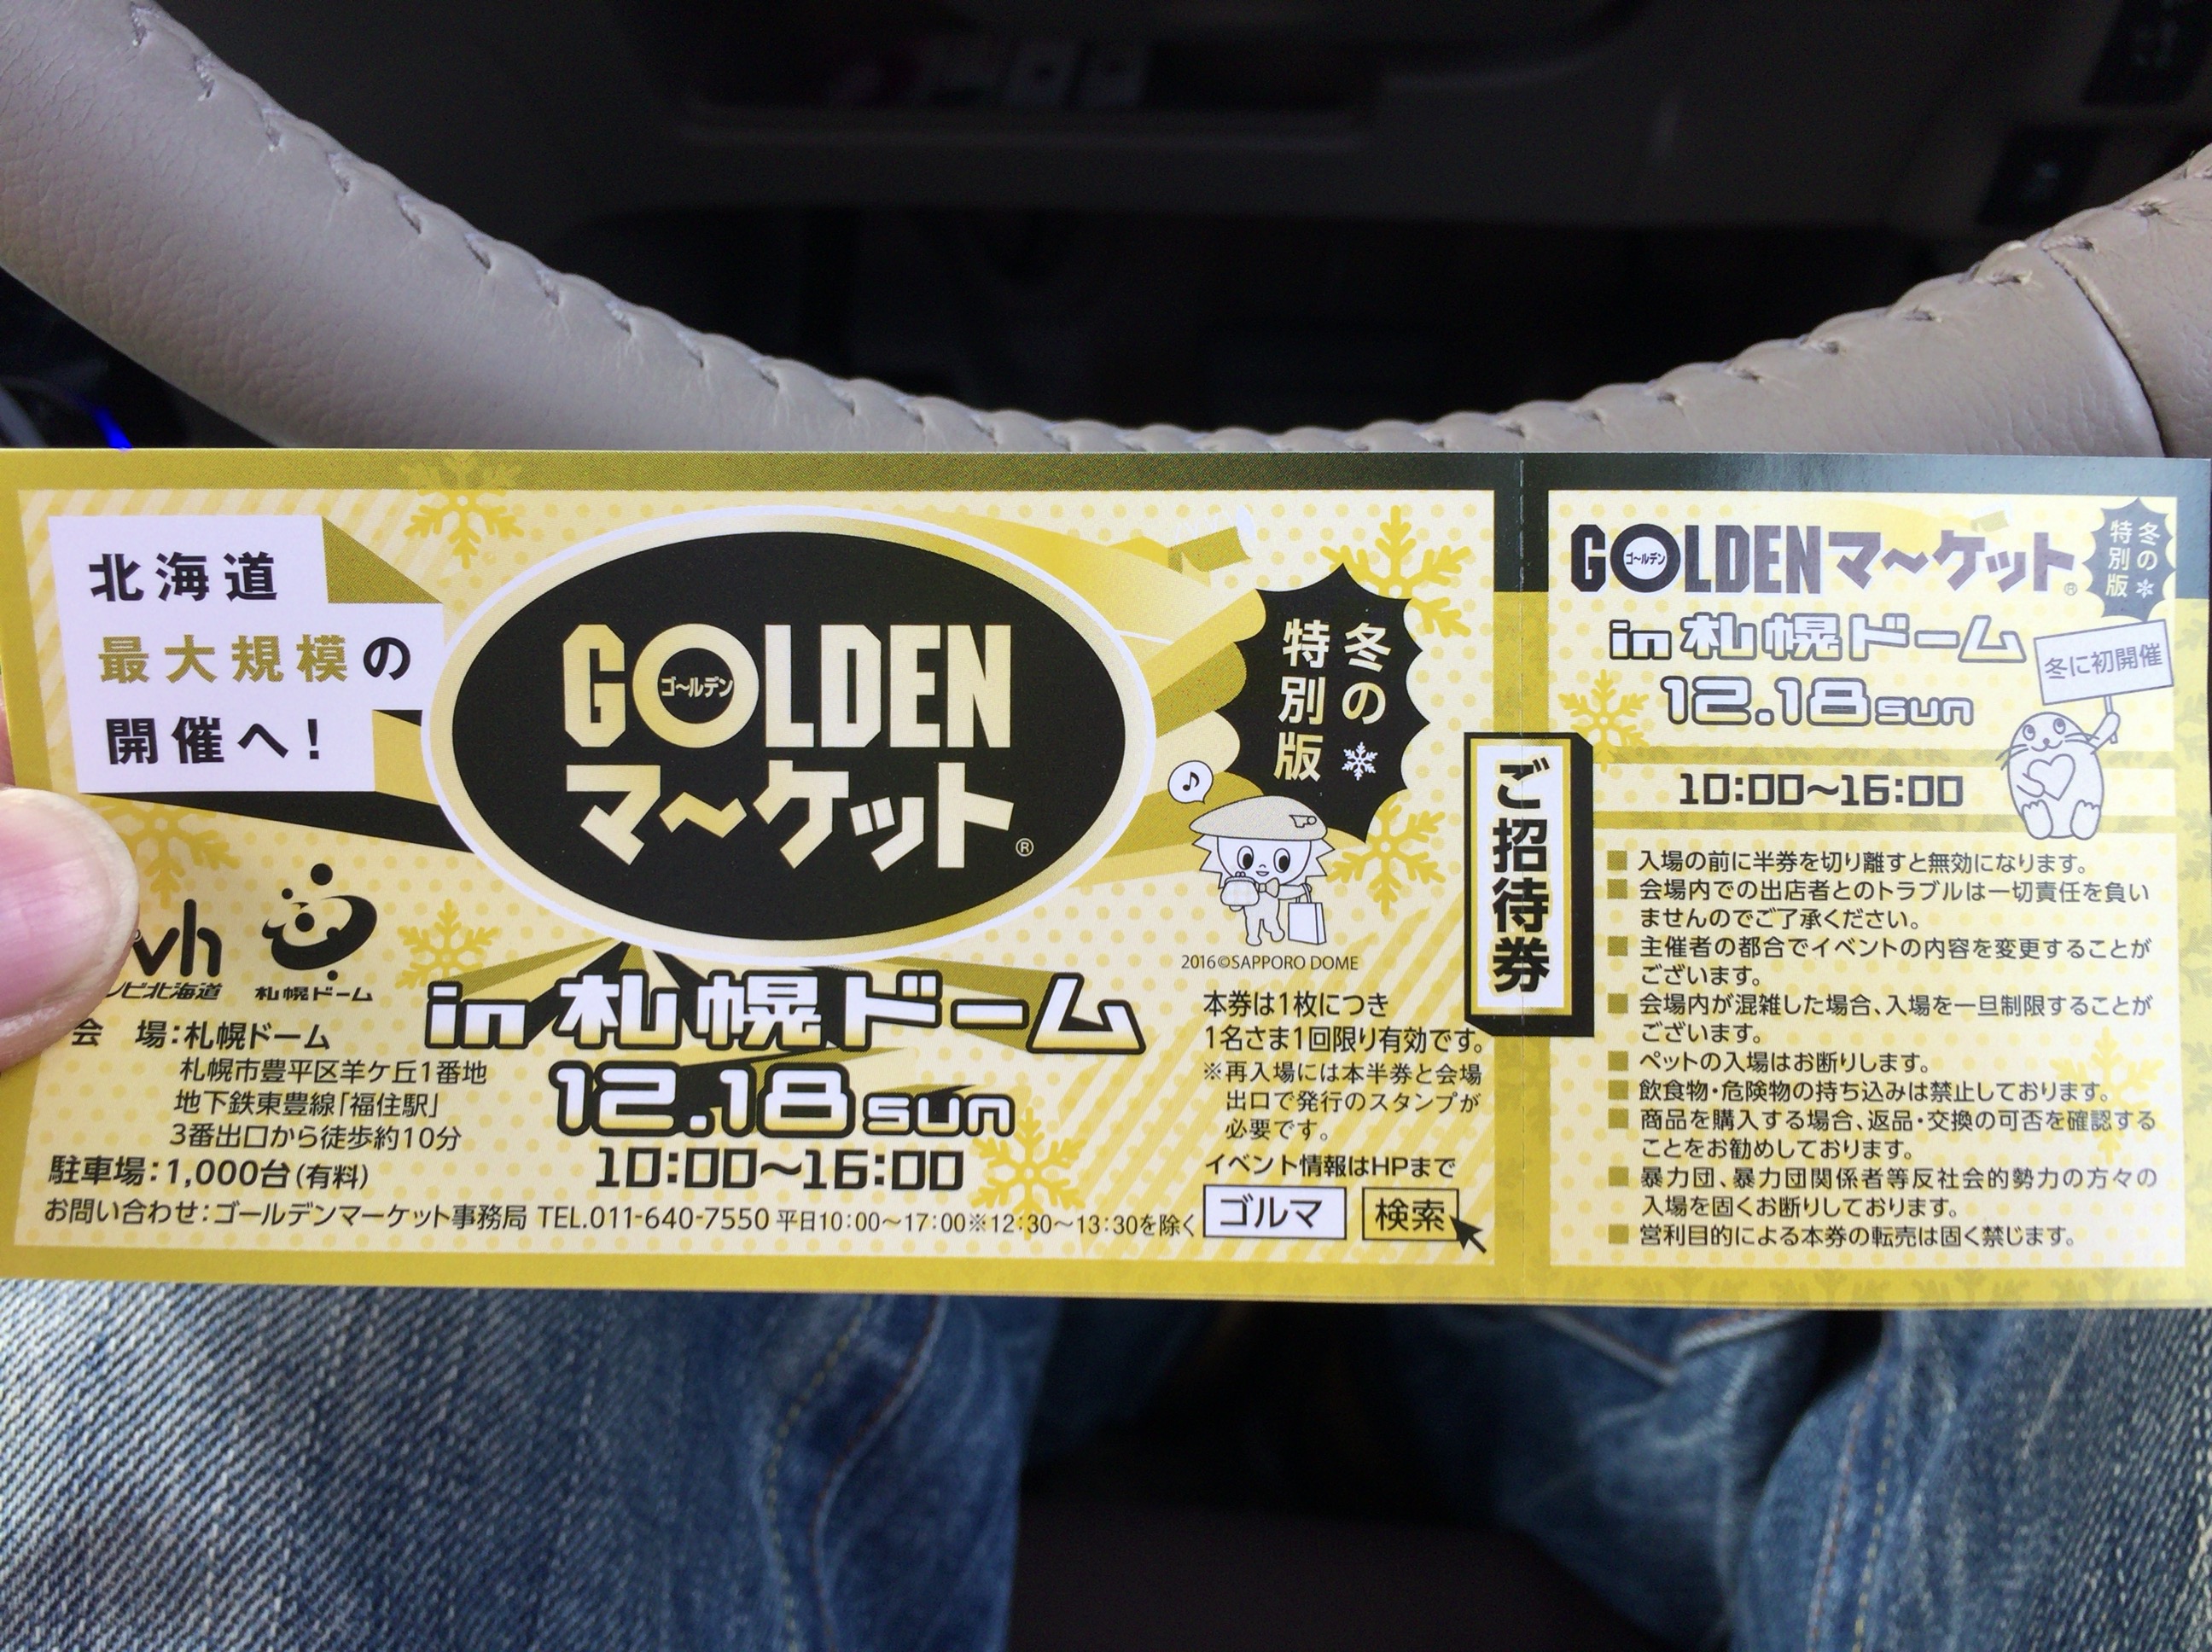 北海道
最大規模の
開催へ!
GOLDEN
ゴールデン
マ〜ケット®
冬の
特別版
2016©SAPPORO DOME
vh
ビ北海道
札幌ドーム
in 札幌ドーム
12.18 sun
10:00〜16:00
会 場:札幌ドーム
札幌市豊平区羊ケ丘1番地
地下鉄東豊線「福住駅」
3番出口から徒歩約10分
駐車場:1,000台(有料)
お問い合わせ:ゴールデンマーケット事務局 TEL.011-640-7550 平日10:00〜17:00※12:30〜13:30を除く
本券は1枚につき
1名さま1回限り有効です。
※再入場には本半券と会場
出口で発行のスタンプが
必要です。
イベント情報はHPまで
ゴルマ 検索
ご招待券
GOLDENマ〜ケット®
ゴ〜ルデン
冬の
特別版
in 札幌ドーム
冬に初開催
12.18 sun
10:00〜16:00
■入場の前に半券を切り離すと無効になります。
■会場内での出店者とのトラブルは一切責任を負い
ませんのでご了承ください。
■主催者の都合でイベントの内容を変更することが
ございます。
■会場内が混雑した場合、入場を一旦制限することが
ございます。
■ペットの入場はお断りします。
■飲食物・危険物の持ち込みは禁止しております。
■商品を購入する場合、返品・交換の可否を確認する
ことをお勧めしております。
■暴力団、暴力団関係者等反社会的勢力の方々の
入場を固くお断りしております。
■営利目的による本券の転売は固く禁じます。